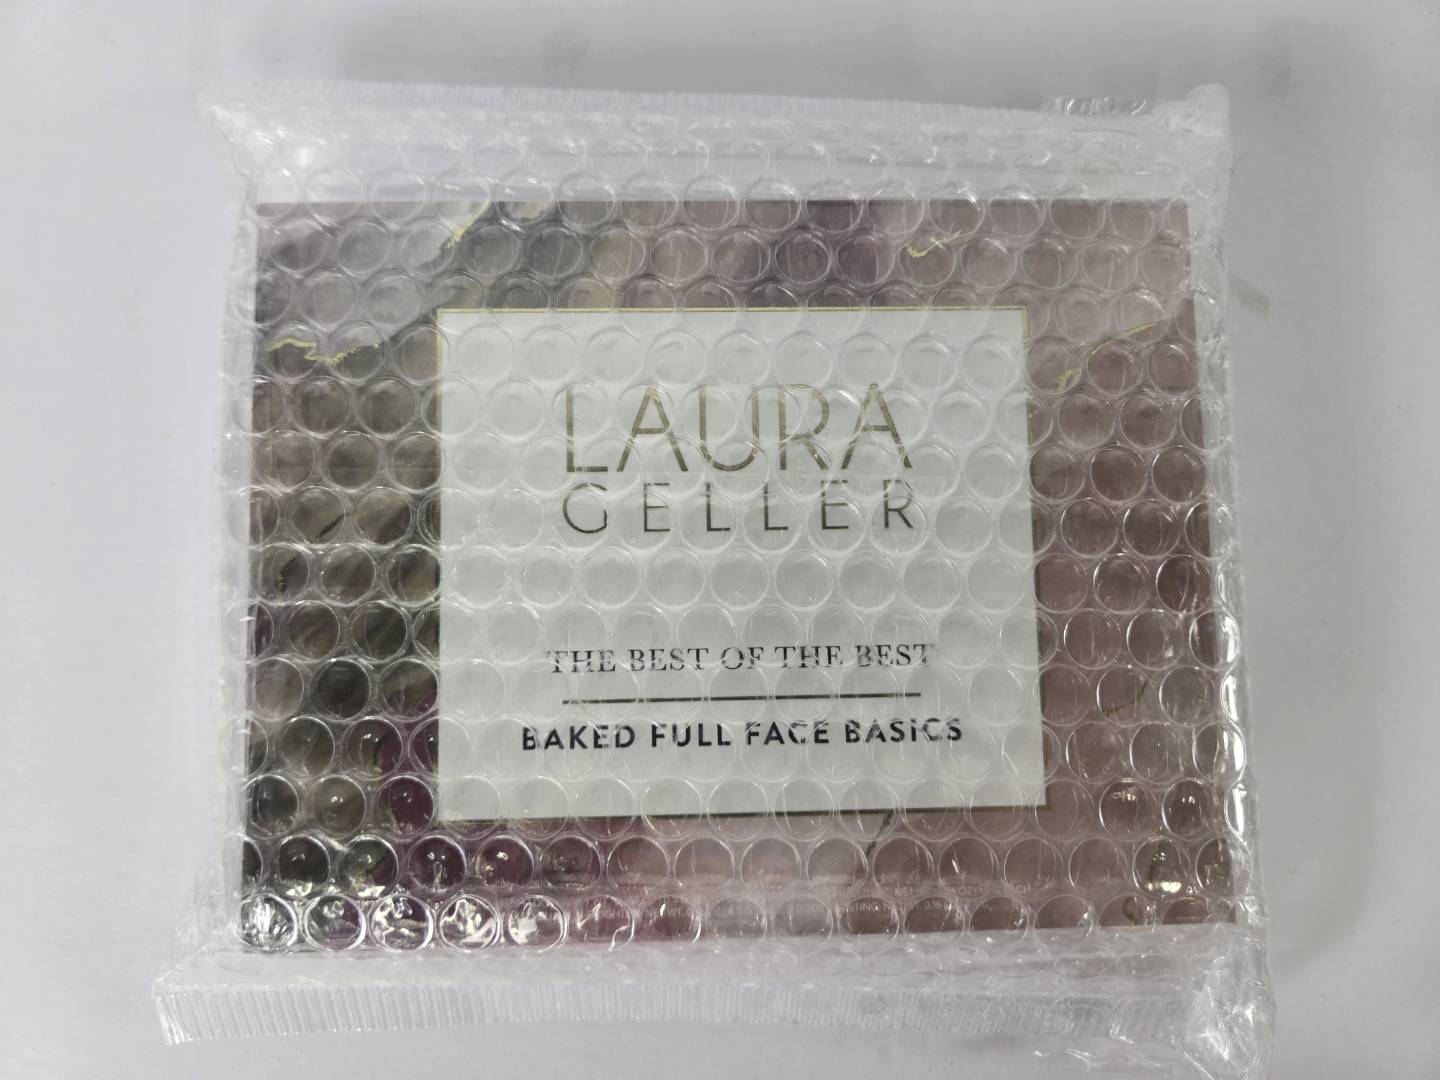 LAURA
GELLER
THE BEST OF THE BEST
BAKED FULL FACE BASICS